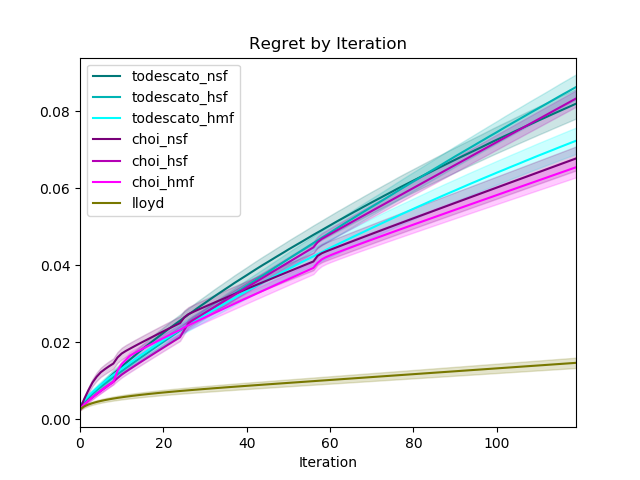 Regret by Iteration
todescato_nsf
todescato_hsf
todescato_hmf
choi_nsf
choi_hsf
choi_hmf
lloyd
0.08
0.06
0.04
0.02
0.00
0 20 40 60 80 100
Iteration